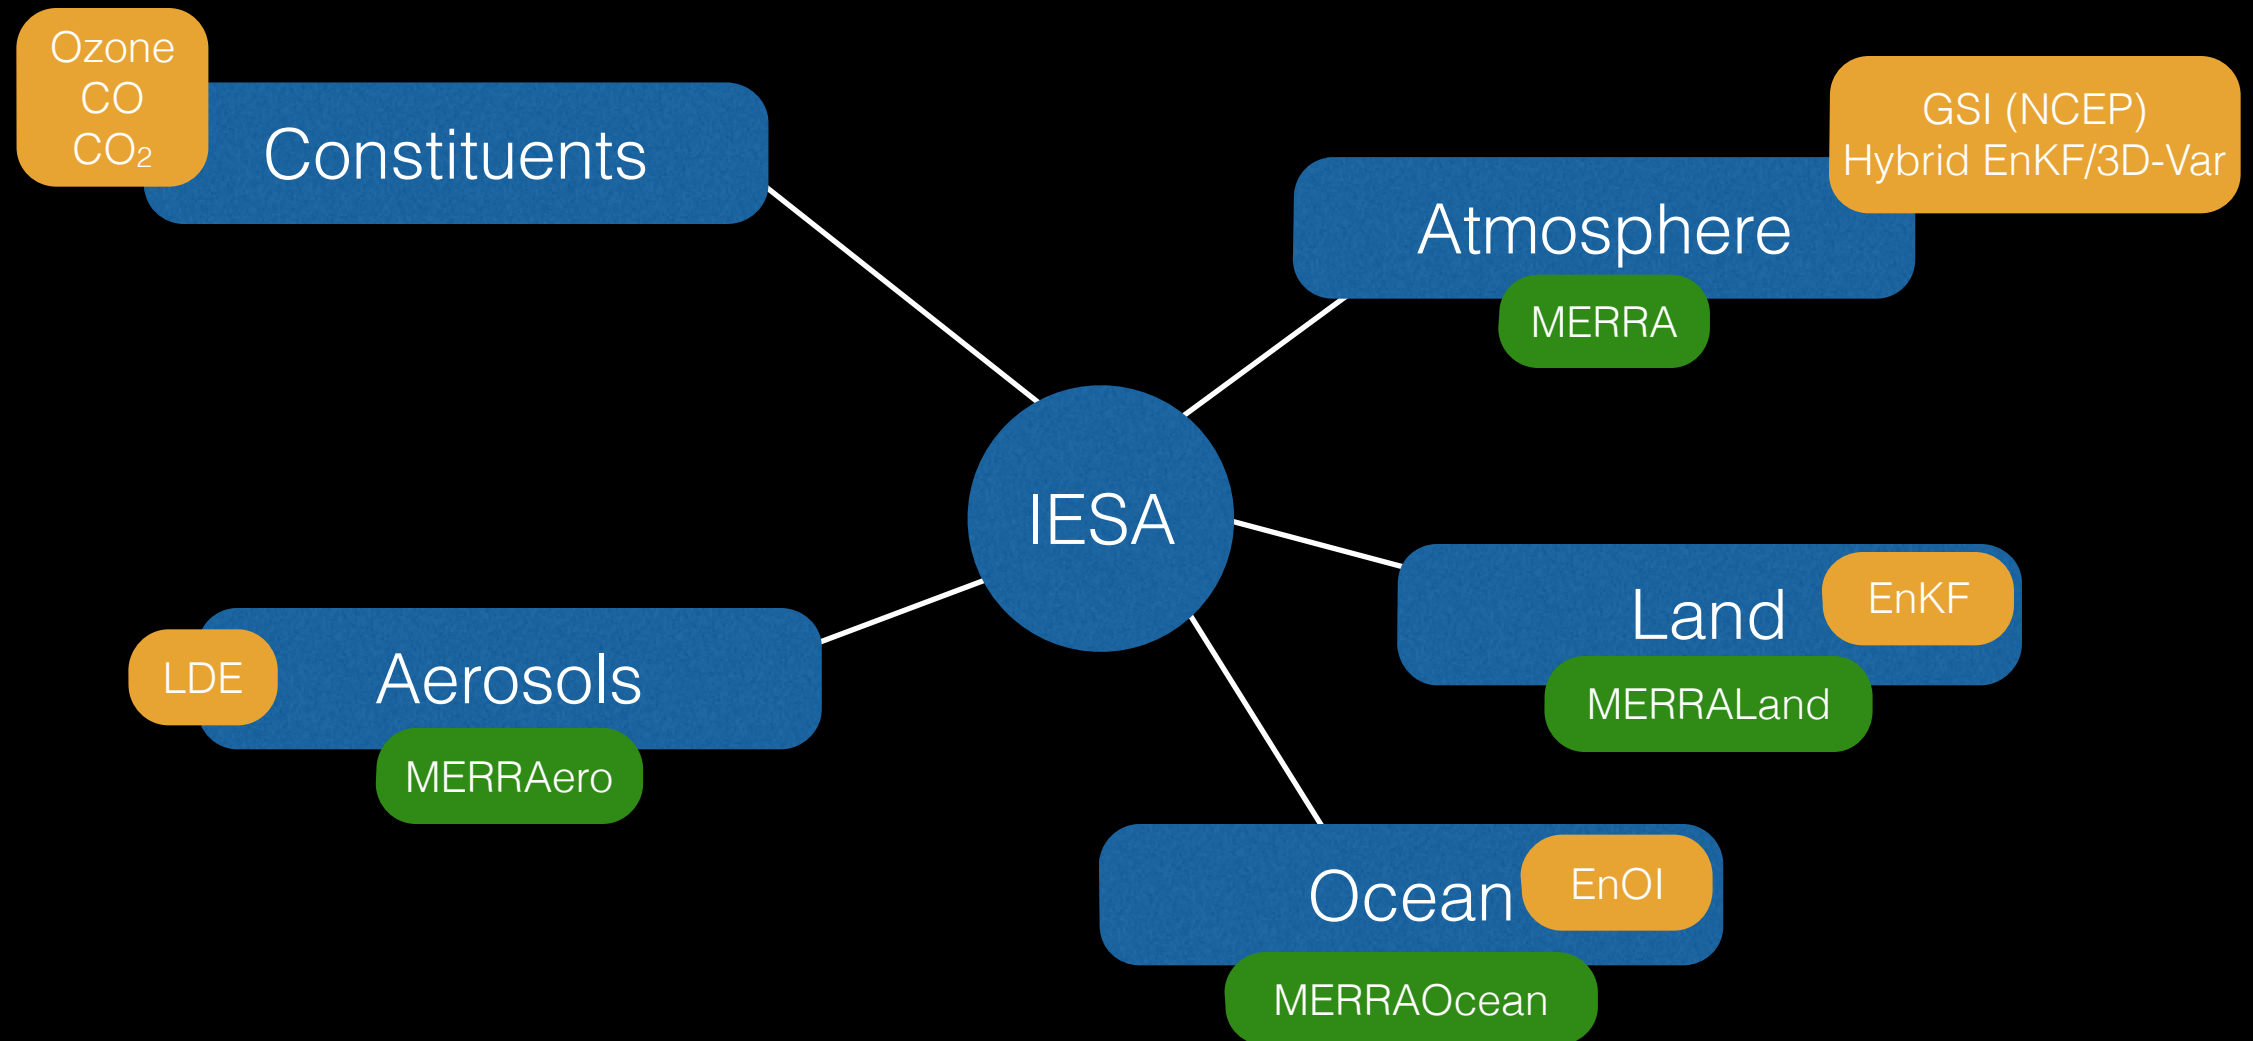 Ozone
CO
CO₂
Constituents
GSI (NCEP)
Hybrid EnKF/3D-Var
Atmosphere
MERRA
IESA
Land
EnKF
MERRALand
LDE
Aerosols
MERRAero
Ocean
EnOI
MERRAOcean